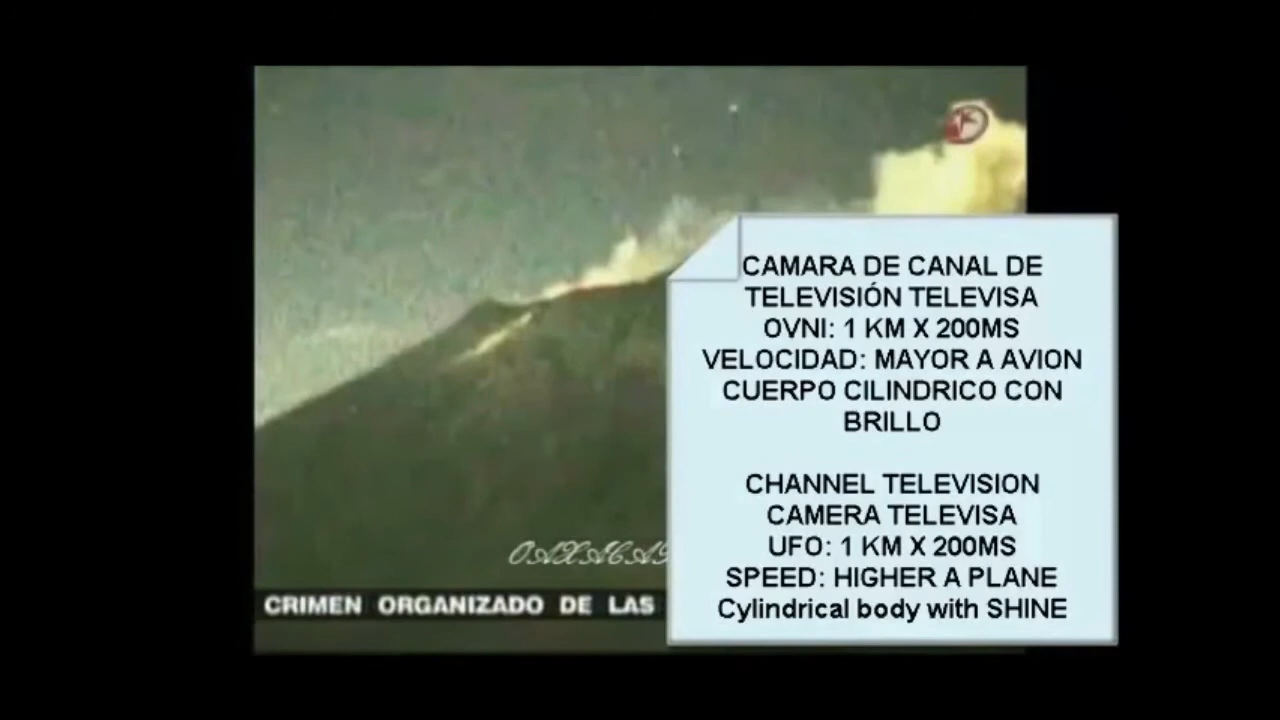 CAMARA DE CANAL DE
TELEVISIÓN TELEVISA
OVNI: 1 KM X 200MS
VELOCIDAD: MAYOR A AVION
CUERPO CILINDRICO CON
BRILLO
CHANNEL TELEVISION
CAMERA TELEVISA
UFO: 1 KM X 200MS
SPEED: HIGHER A PLANE
Cylindrical body with SHINE
CRIMEN ORGANIZADO DE LAS